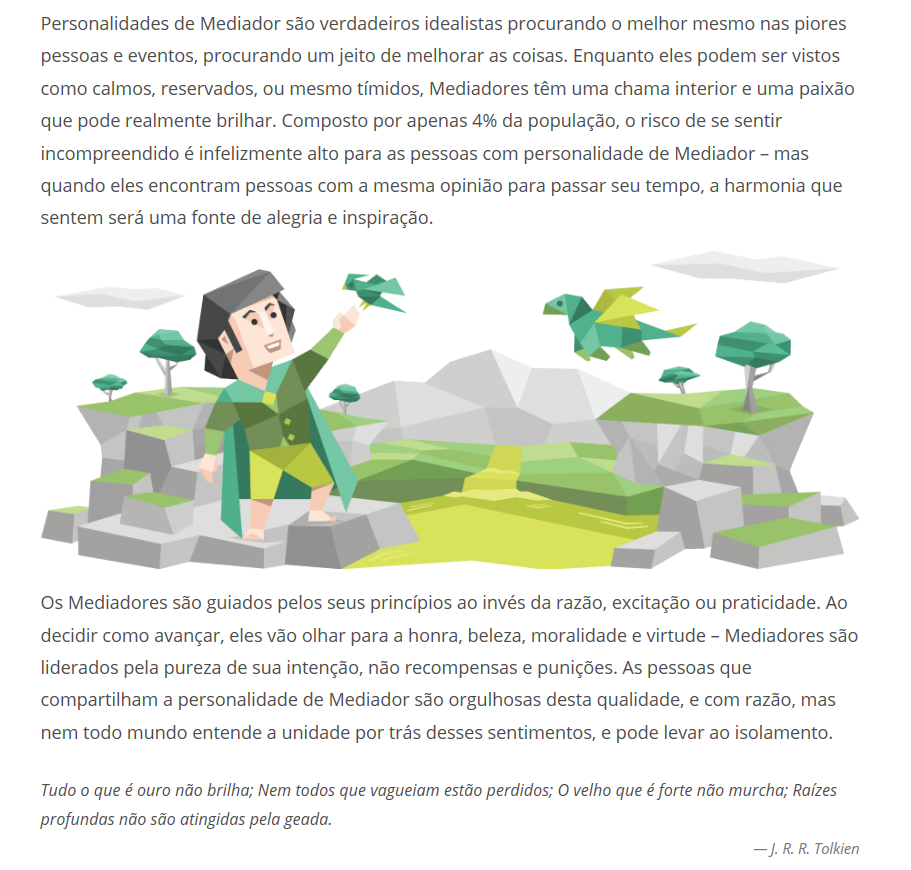 Personalidades de Mediador são verdadeiros idealistas procurando o melhor mesmo nas piores
pessoas e eventos, procurando um jeito de melhorar as coisas. Enquanto eles podem ser vistos
como calmos, reservados, ou mesmo tímidos, Mediadores têm uma chama interior e uma paixão
que pode realmente brilhar. Composto por apenas 4% da população, o risco de se sentir
incompreendido é infelizmente alto para as pessoas com personalidade de Mediador – mas
quando eles encontram pessoas com a mesma opinião para passar seu tempo, a harmonia que
sentem será uma fonte de alegria e inspiração.
Os Mediadores são guiados pelos seus princípios ao invés da razão, excitação ou praticidade. Ao
decidir como avançar, eles vão olhar para a honra, beleza, moralidade e virtude – Mediadores são
liderados pela pureza de sua intenção, não recompensas e punições. As pessoas que
compartilham a personalidade de Mediador são orgulhosas desta qualidade, e com razão, mas
nem todo mundo entende a unidade por trás desses sentimentos, e pode levar ao isolamento.
Tudo o que é ouro não brilha; Nem todos que vagueiam estão perdidos; O velho que é forte não murcha; Raízes
profundas não são atingidas pela geada.
— J. R. R. Tolkien